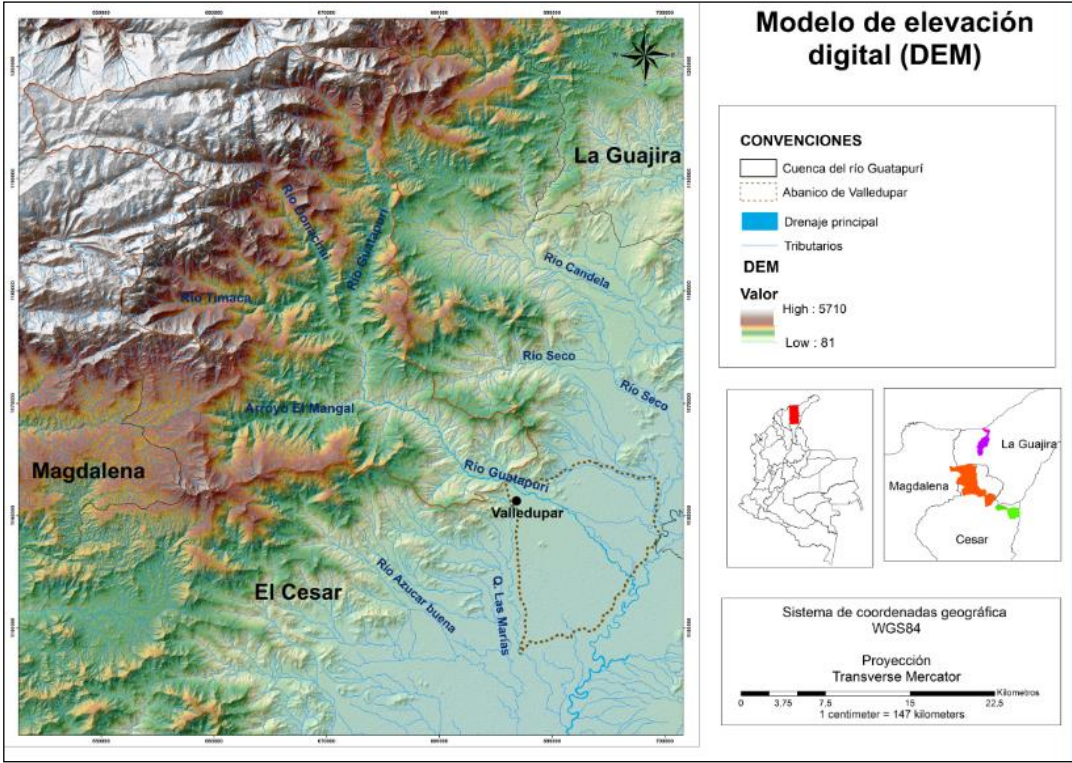 Modelo de elevación
digital (DEM)
CONVENCIONES
Cuenca del río Guatapurí
Abanico de Valledupar
Drenaje principal
Tributarios
DEM
Valor
High : 5710
Low : 81
La Guajira
Magdalena
Cesar
Sistema de coordenadas geográfica
WGS84
Proyección
Transverse Mercator
Kilometros
0 3,75 7,5 15 22,5
1 centimeter = 147 kilometers
La Guajira
Río Guatapurí
Río Candela
Río Timaca
Río Seco
Río Seco
Arroyo El Mangal
Magdalena
Río Guatapurí
Valledupar
El Cesar
Río Azucar buena
Q. Las Marías